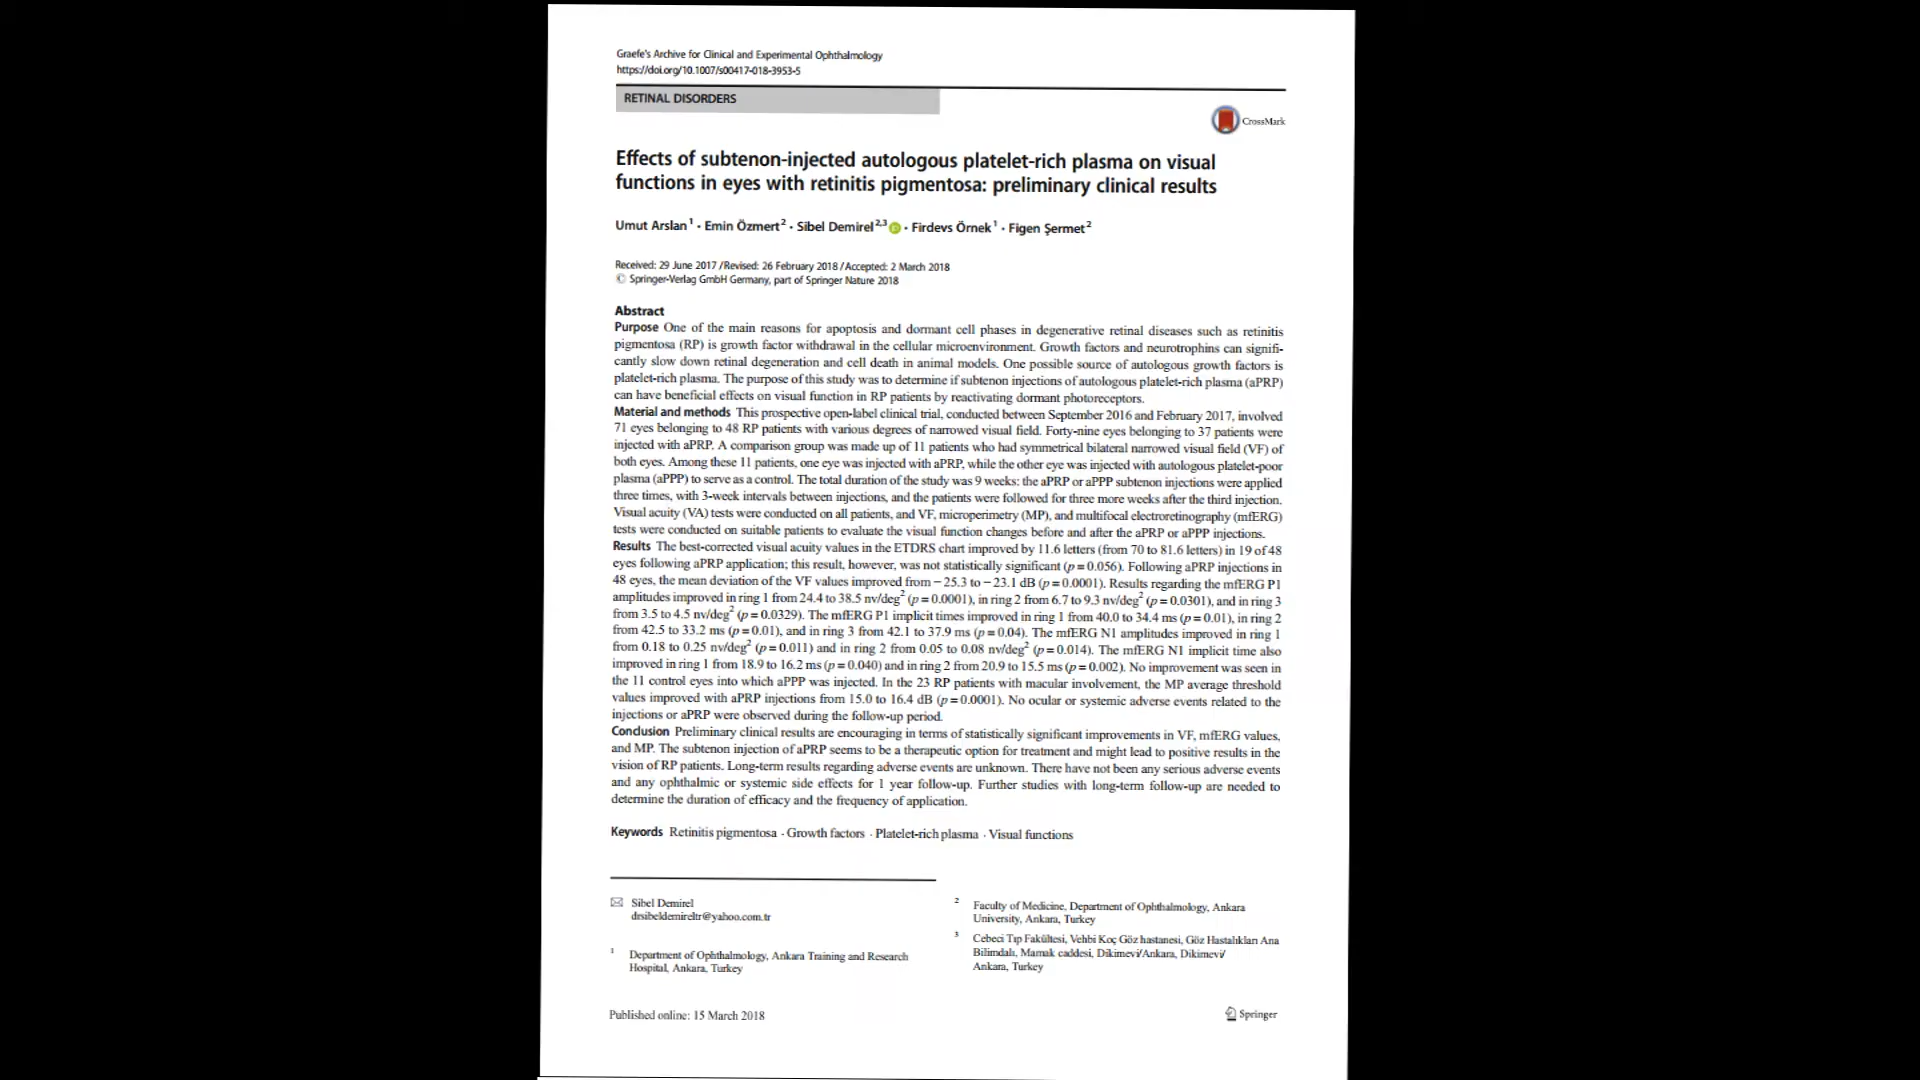 Graefe's Archive for Clinical and Experimental Ophthalmology
https://doi.org/10.1007/s00417-018-3953-5
RETINAL DISORDERS
CrossMark
Effects of subtenon-injected autologous platelet-rich plasma on visual
functions in eyes with retinitis pigmentosa: preliminary clinical results
Umut Arslan 1 · Emin Özmert 2 · Sibel Demirel 2,3 · Firdevs Örnek 1 · Figen Şermet 2
Received: 29 June 2017 / Revised: 26 February 2018 / Accepted: 2 March 2018
© Springer-Verlag GmbH Germany, part of Springer Nature 2018
Abstract
Purpose One of the main reasons for apoptosis and dormant cell phases in degenerative retinal diseases such as retinitis
pigmentosa (RP) is growth factor withdrawal in the cellular microenvironment. Growth factors and neurotrophins can signifi-
cantly slow down retinal degeneration and cell death in animal models. One possible source of autologous growth factors is
platelet-rich plasma. The purpose of this study was to determine if subtenon injections of autologous platelet-rich plasma (aPRP)
can have beneficial effects on visual function in RP patients by reactivating dormant photoreceptors.
Material and methods This prospective open-label clinical trial, conducted between September 2016 and February 2017, involved
71 eyes belonging to 48 RP patients with various degrees of narrowed visual field. Forty-nine eyes belonging to 37 patients were
injected with aPRP. A comparison group was made up of 11 patients who had symmetrical bilateral narrowed visual field (VF) of
both eyes. Among these 11 patients, one eye was injected with aPRP, while the other eye was injected with autologous platelet-poor
plasma (aPPP) to serve as a control. The total duration of the study was 9 weeks: the aPRP or aPPP subtenon injections were applied
three times, with 3-week intervals between injections, and the patients were followed for three more weeks after the third injection.
Visual acuity (VA) tests were conducted on all patients, and VF, microperimetry (MP), and multifocal electroretinography (mfERG)
tests were conducted on suitable patients to evaluate the visual function changes before and after the aPRP or aPPP injections.
Results The best-corrected visual acuity values in the ETDRS chart improved by 11.6 letters (from 70 to 81.6 letters) in 19 of 48
eyes following aPRP application; this result, however, was not statistically significant (p = 0.056). Following aPRP injections in
48 eyes, the mean deviation of the VF values improved from − 25.3 to − 23.1 dB (p = 0.0001). Results regarding the mfERG P1
amplitudes improved in ring 1 from 24.4 to 38.5 nv/deg2 (p = 0.0001), in ring 2 from 6.7 to 9.3 nv/deg2 (p = 0.0301), and in ring 3
from 3.5 to 4.5 nv/deg2 (p = 0.0329). The mfERG P1 implicit times improved in ring 1 from 40.0 to 34.4 ms (p = 0.01), in ring 2
from 42.5 to 33.2 ms (p = 0.01), and in ring 3 from 42.1 to 37.9 ms (p = 0.04). The mfERG N1 amplitudes improved in ring 1
from 0.18 to 0.25 nv/deg2 (p = 0.011) and in ring 2 from 0.05 to 0.08 nv/deg2 (p = 0.014). The mfERG N1 implicit time also
improved in ring 1 from 18.9 to 16.2 ms (p = 0.040) and in ring 2 from 20.9 to 15.5 ms (p = 0.002). No improvement was seen in
the 11 control eyes into which aPPP was injected. In the 23 RP patients with macular involvement, the MP average threshold
values improved with aPRP injections from 15.0 to 16.4 dB (p = 0.0001). No ocular or systemic adverse events related to the
injections or aPRP were observed during the follow-up period.
Conclusion Preliminary clinical results are encouraging in terms of statistically significant improvements in VF, mfERG values,
and MP. The subtenon injection of aPRP seems to be a therapeutic option for treatment and might lead to positive results in the
vision of RP patients. Long-term results regarding adverse events are unknown. There have not been any serious adverse events
and any ophthalmic or systemic side effects for 1 year follow-up. Further studies with long-term follow-up are needed to
determine the duration of efficacy and the frequency of application.
Keywords Retinitis pigmentosa · Growth factors · Platelet-rich plasma · Visual functions
Sibel Demirel
drsibeldemireltr@yahoo.com.tr
1 Department of Ophthalmology, Ankara Training and Research
Hospital, Ankara, Turkey
2 Faculty of Medicine, Department of Ophthalmology, Ankara
University, Ankara, Turkey
3 Cebeci Tıp Fakültesi, Vehbi Koç Göz hastanesi, Göz Hastalıkları Ana
Bilimdalı, Mamak caddesi, Dikimevi/Ankara, Dikimevi/
Ankara, Turkey
Published online: 15 March 2018
Springer